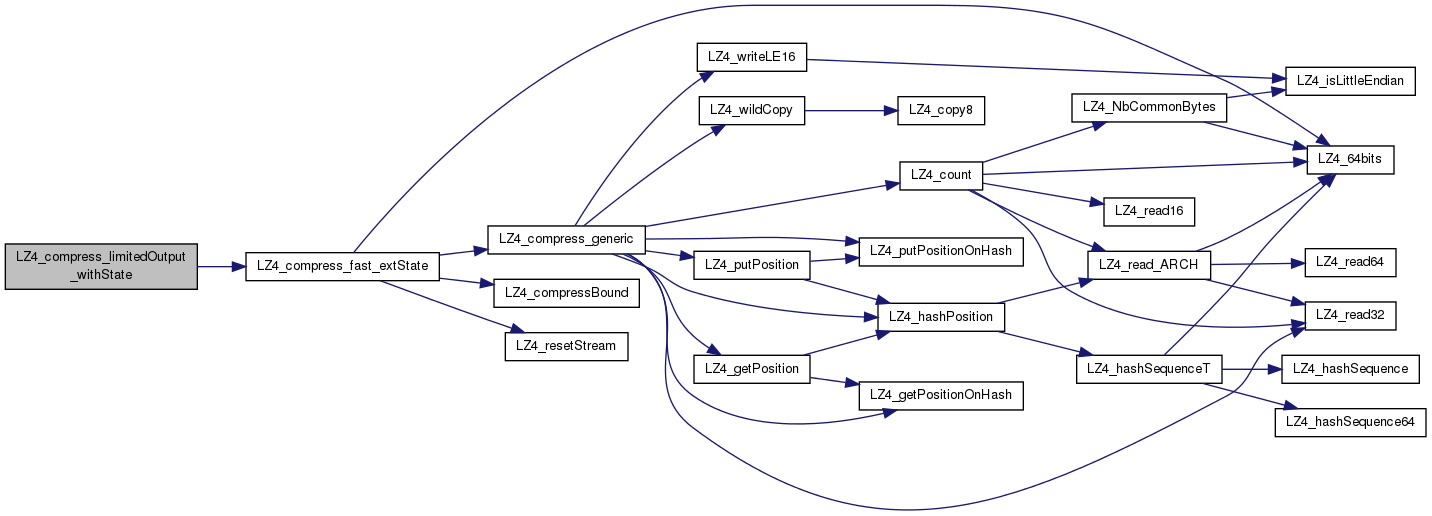 LZ4_compress_limitedOutput
_withState
LZ4_compress_fast_extState
LZ4_compress_generic
LZ4_compressBound
LZ4_resetStream
LZ4_writeLE16
LZ4_wildCopy
LZ4_putPosition
LZ4_getPosition
LZ4_copy8
LZ4_count
LZ4_putPositionOnHash
LZ4_hashPosition
LZ4_getPositionOnHash
LZ4_NbCommonBytes
LZ4_read16
LZ4_read_ARCH
LZ4_hashSequenceT
LZ4_isLittleEndian
LZ4_64bits
LZ4_read64
LZ4_read32
LZ4_hashSequence
LZ4_hashSequence64